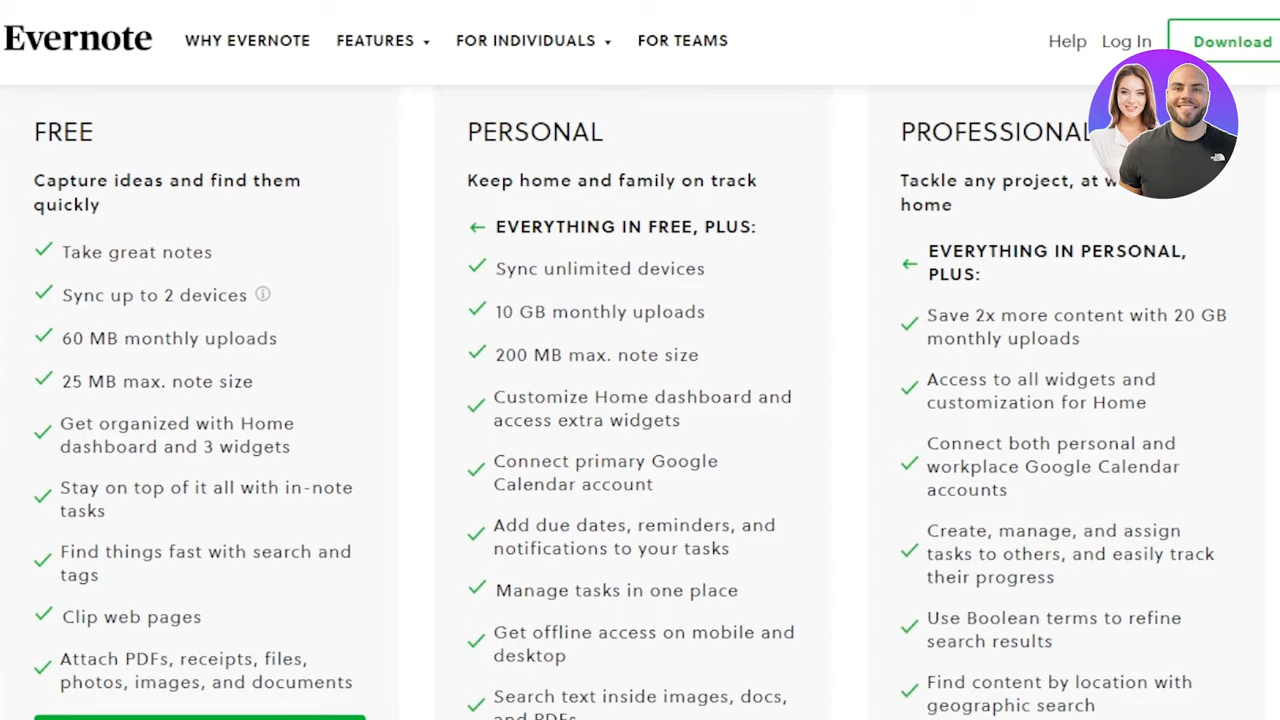 Evernote
WHY EVERNOTE
FEATURES
FOR INDIVIDUALS
FOR TEAMS
Help
Log In
Download
FREE
Capture ideas and find them
quickly
Take great notes
Sync up to 2 devices
60 MB monthly uploads
25 MB max. note size
Get organized with Home
dashboard and 3 widgets
Stay on top of it all with in-note
tasks
Find things fast with search and
tags
Clip web pages
Attach PDFs, receipts, files,
photos, images, and documents
PERSONAL
Keep home and family on track
EVERYTHING IN FREE, PLUS:
Sync unlimited devices
10 GB monthly uploads
200 MB max. note size
Customize Home dashboard and
access extra widgets
Connect primary Google
Calendar account
Add due dates, reminders, and
notifications to your tasks
Manage tasks in one place
Get offline access on mobile and
desktop
Search text inside images, docs,
and PDFs
PROFESSIONAL
Tackle any project, at
home
EVERYTHING IN PERSONAL,
PLUS:
Save 2x more content with 20 GB
monthly uploads
Access to all widgets and
customization for Home
Connect both personal and
workplace Google Calendar
accounts
Create, manage, and assign
tasks to others, and easily track
their progress
Use Boolean terms to refine
search results
Find content by location with
geographic search